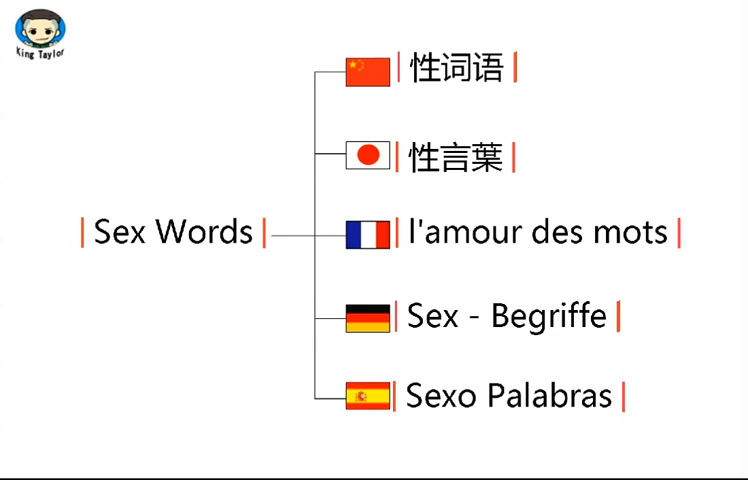 King Taylor
性词语
性言葉
Sex Words
l'amour des mots
Sex - Begriffe
Sexo Palabras